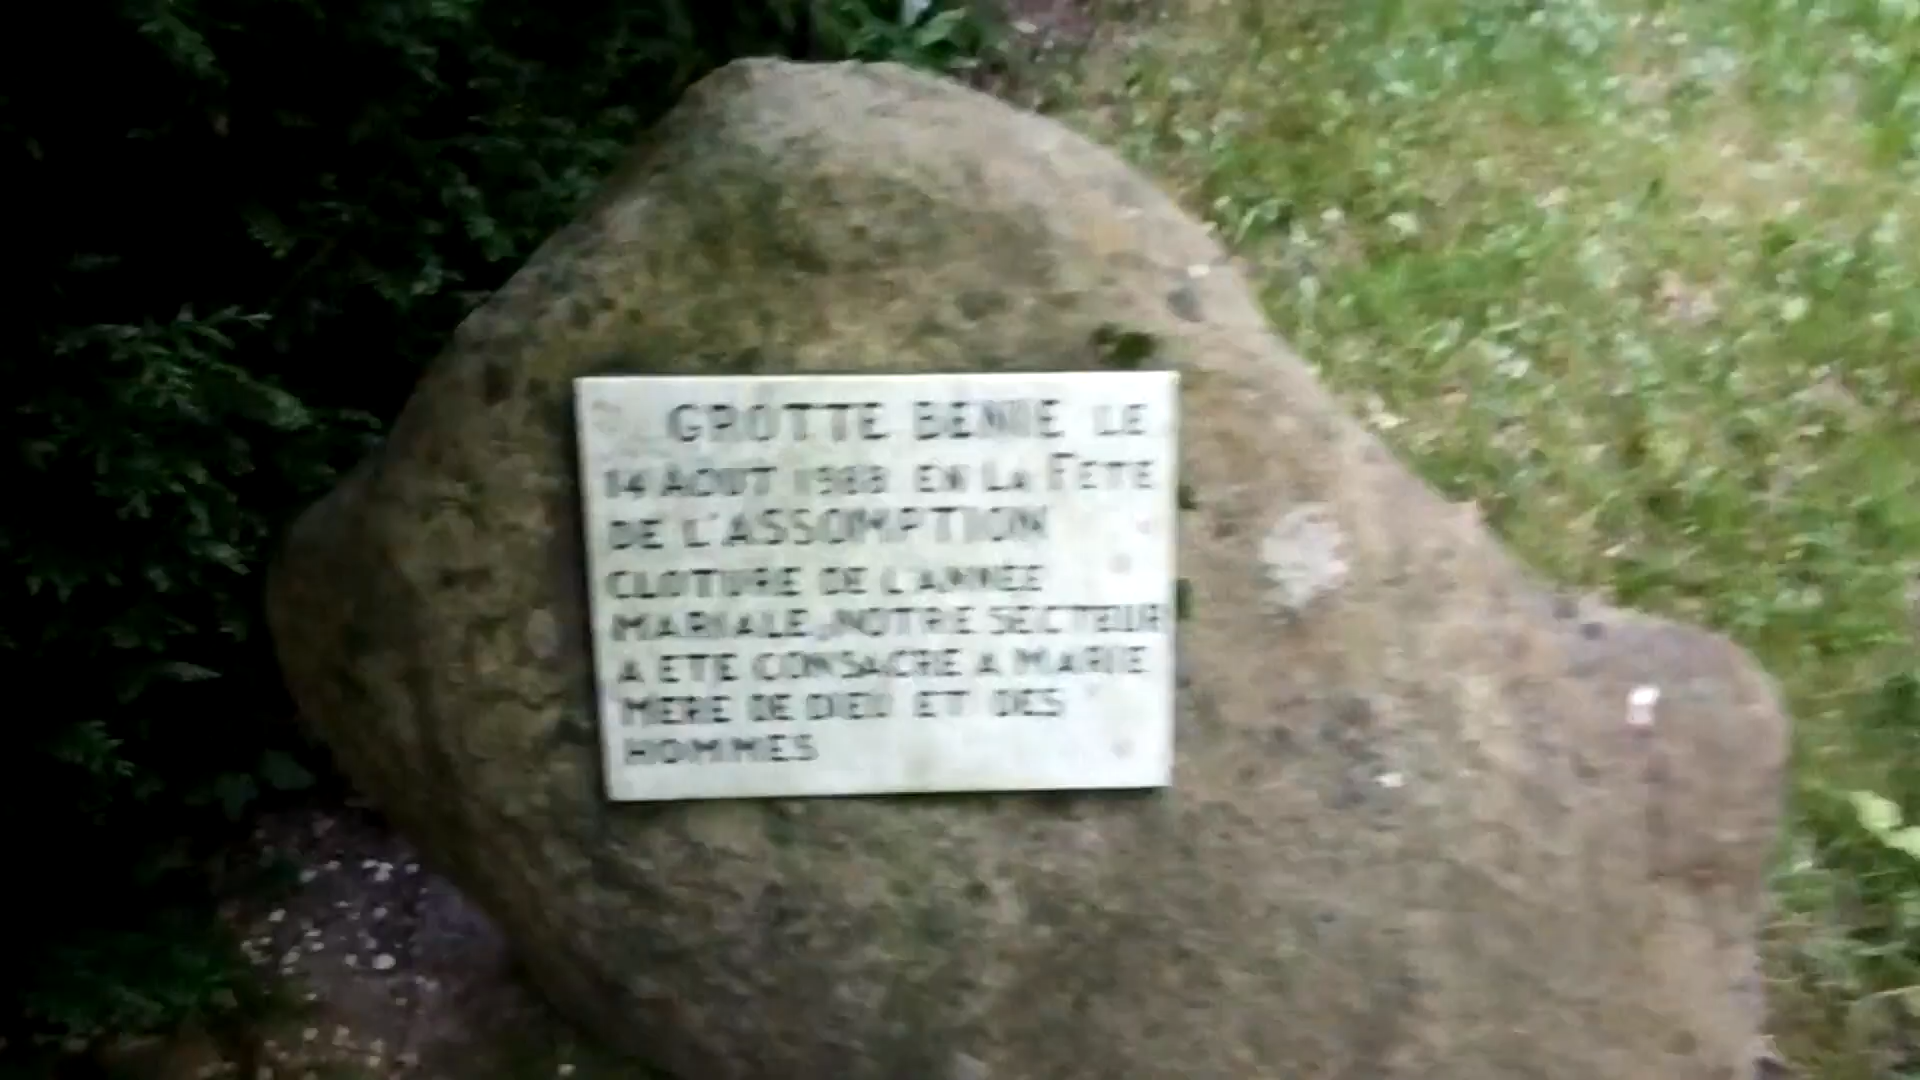 GROTTE BENIE LE
14 AOUT 1988 EN LA FETE
DE L'ASSOMPTION
CLOTURE DE L'ANNÉE
MARIALE, NOTRE SECTEUR
A ETE CONSACRE A MARIE
MERE DE DIEU ET DES
HOMMES